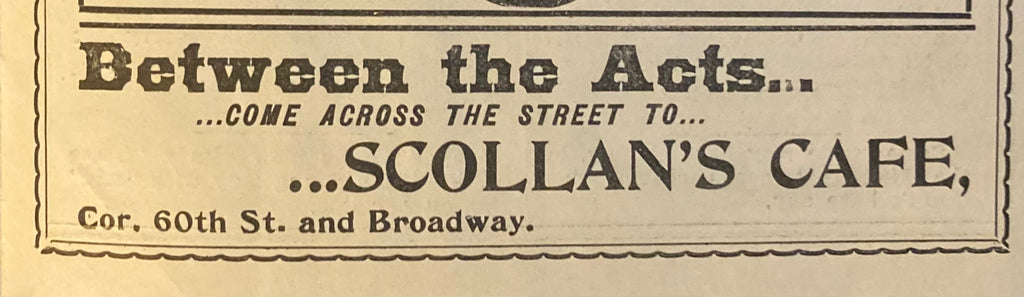 Between the Acts...
...COME ACROSS THE STREET TO...
...SCOLLAN'S CAFE,
Cor. 60th St. and Broadway.